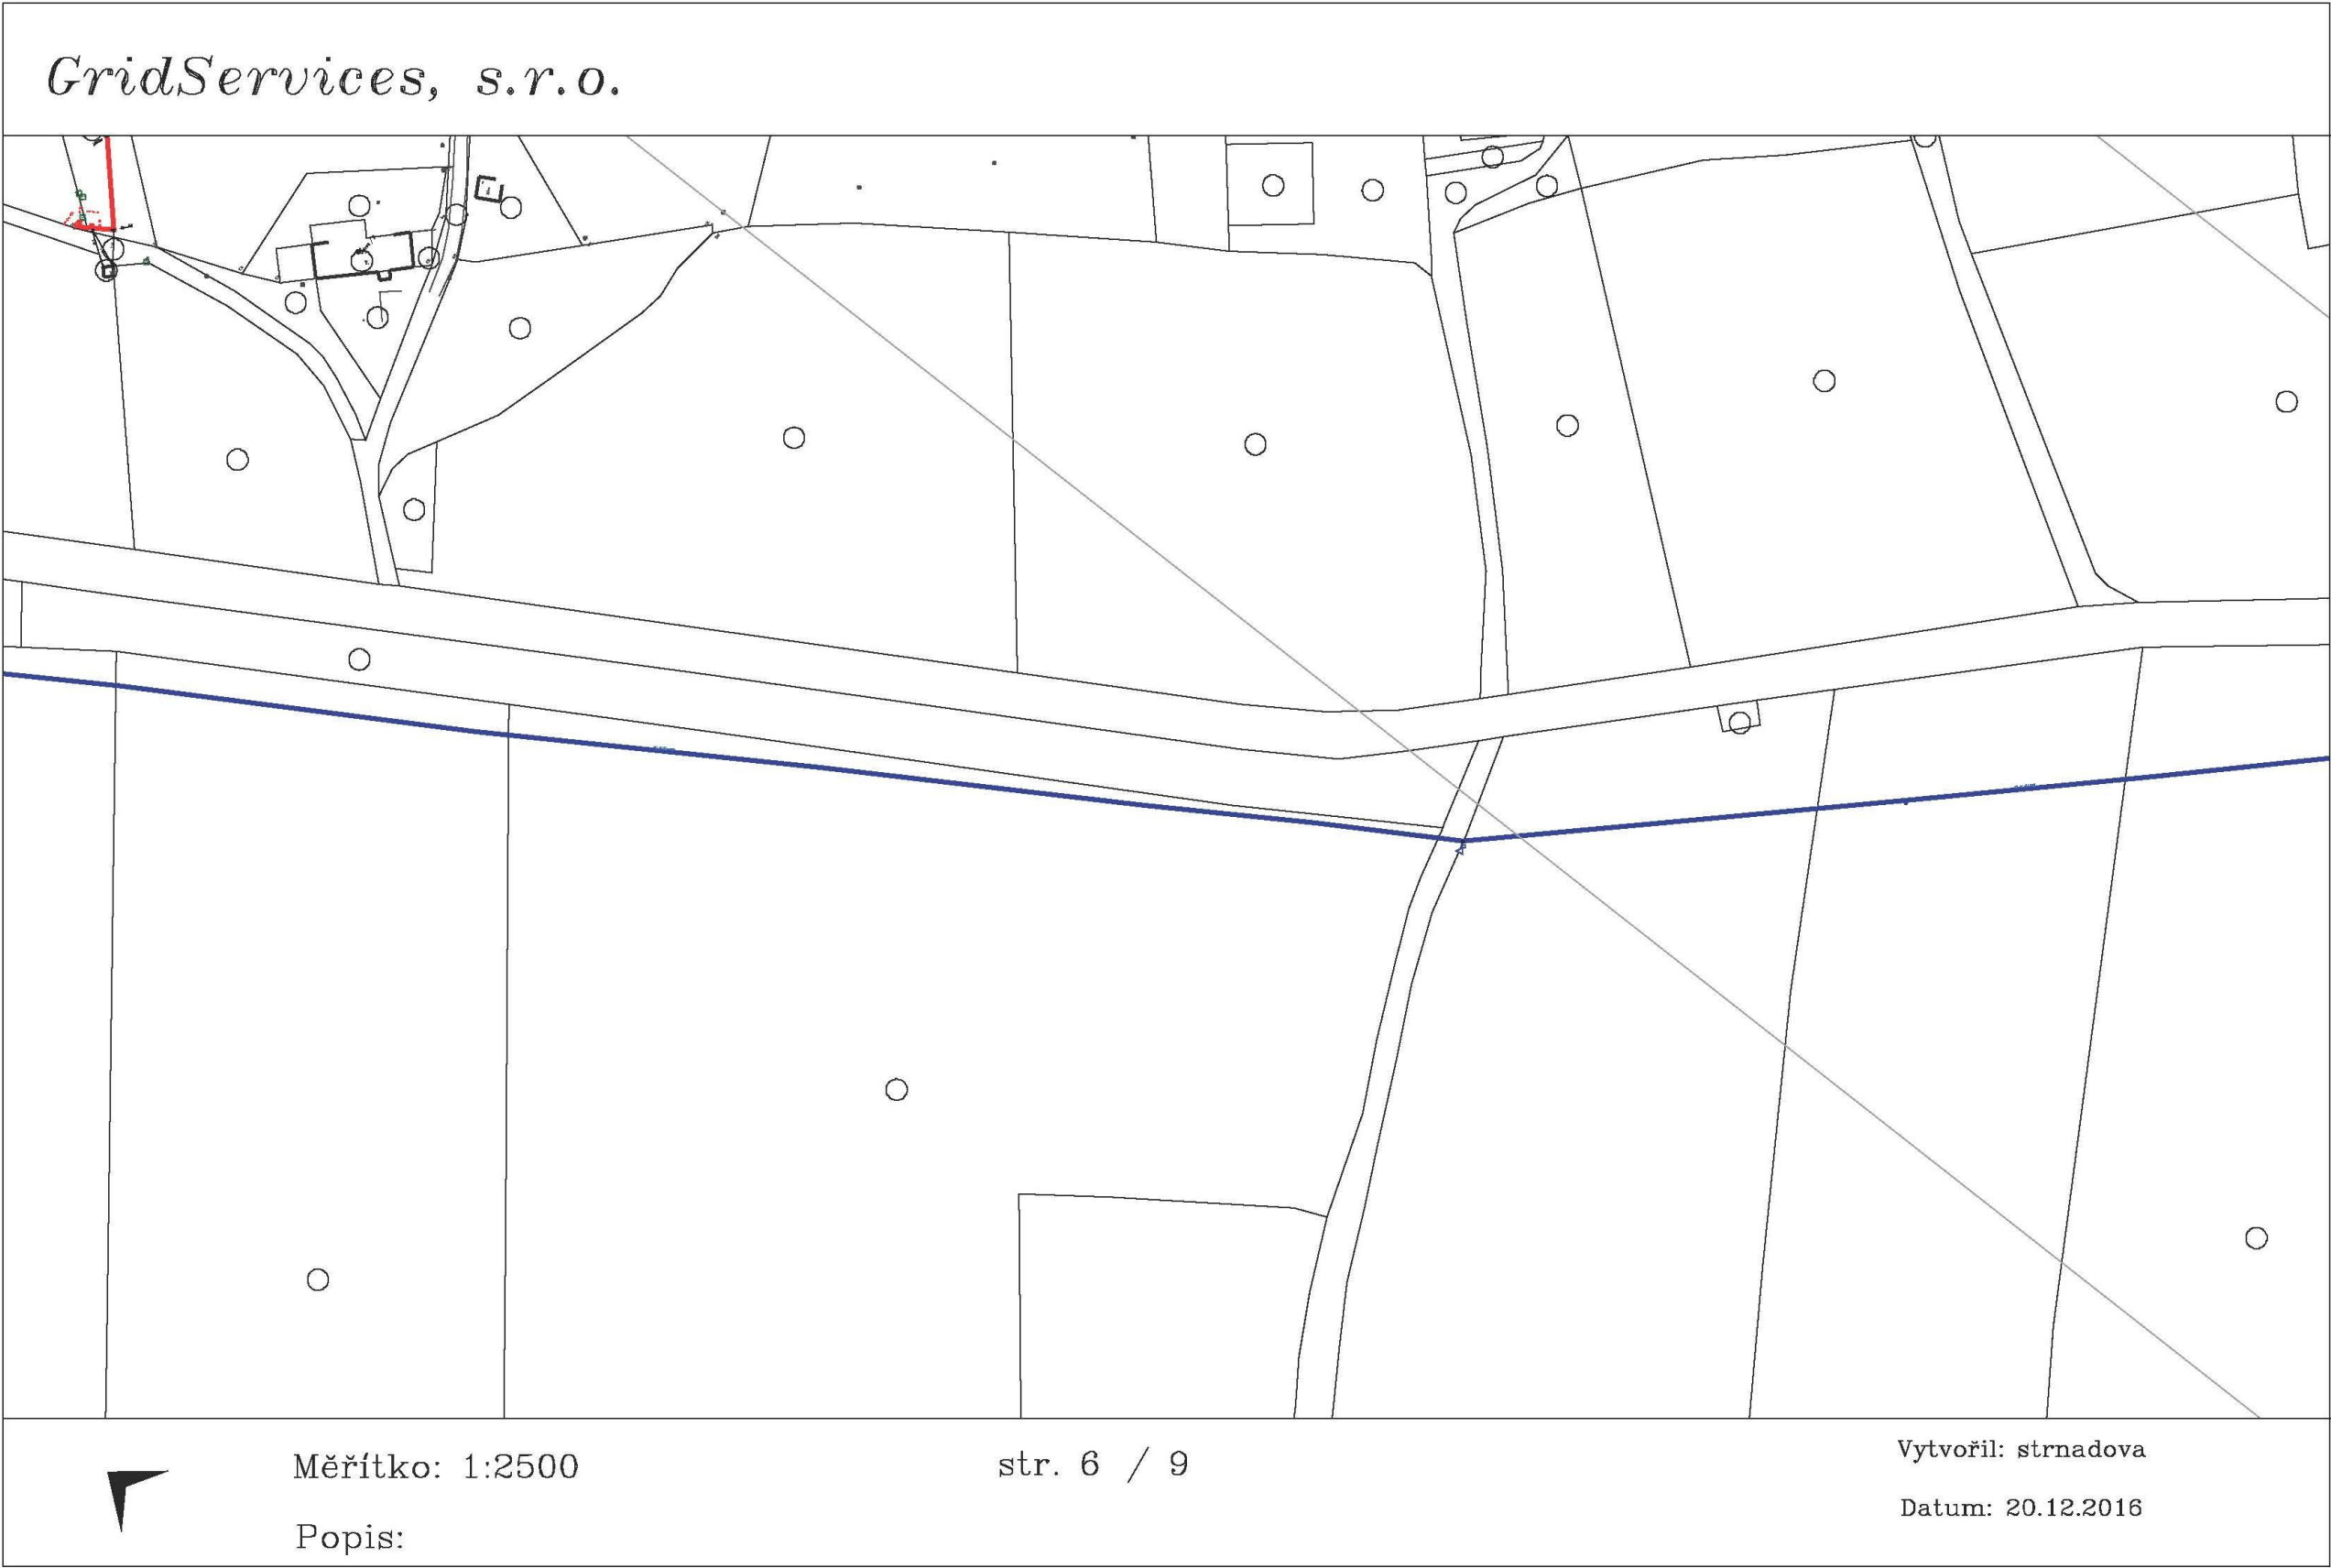 GridServices, s.r.o.
Měřítko: 1:2500
str. 6 / 9
Vytvořil: strnadova
Datum: 20.12.2016
Popis: